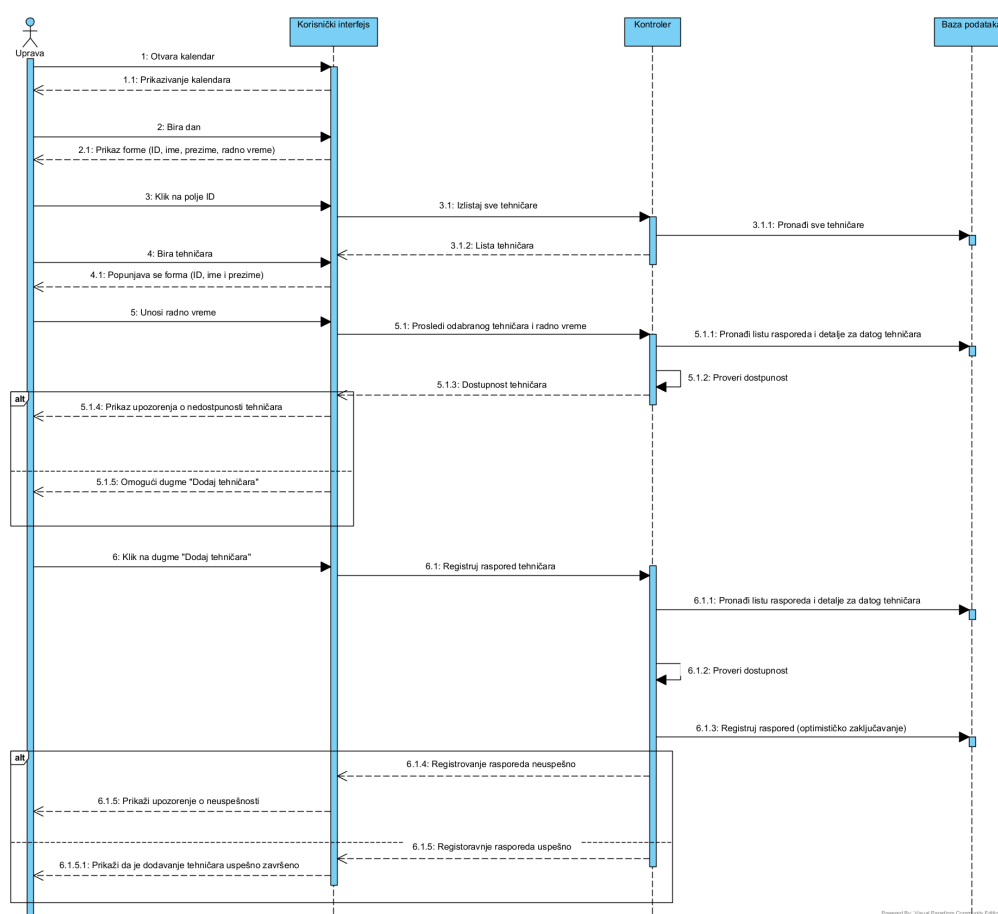 Korisnički interfejs
Kontroler
Baza podataka
Uprava
1: Otvara kalendar
1.1: Prikazivanje kalendara
2: Bira dan
2.1: Prikaz forme (ID, ime, prezime, radno vreme)
3: Klik na polje ID
3.1: Izlistaj sve tehničare
3.1.1: Pronađi sve tehničare
3.1.2: Lista tehničara
4: Bira tehničara
4.1: Popunjava se forma (ID, ime i prezime)
5: Unosi radno vreme
5.1: Prosledi odabranog tehničara i radno vreme
5.1.1: Pronađi listu rasporeda i detalje za datog tehničara
5.1.2: Proveri dostpunost
5.1.3: Dostupnost tehničara
alt
5.1.4: Prikaz upozorenja o nedostpunosti tehničara
5.1.5: Omogući dugme "Dodaj tehničara"
6: Klik na dugme "Dodaj tehničara"
6.1: Registruj raspored tehničara
6.1.1: Pronađi listu rasporeda i detalje za datog tehničara
6.1.2: Proveri dostupnost
6.1.3: Registruj raspored (optimističko zaključavanje)
alt
6.1.4: Registrovanje rasporeda neuspešno
6.1.5: Prikaži upozorenje o neuspešnosti
6.1.5: Registoravnje rasporeda uspešno
6.1.5.1: Prikaži da je dodavanje tehničara uspešno završeno